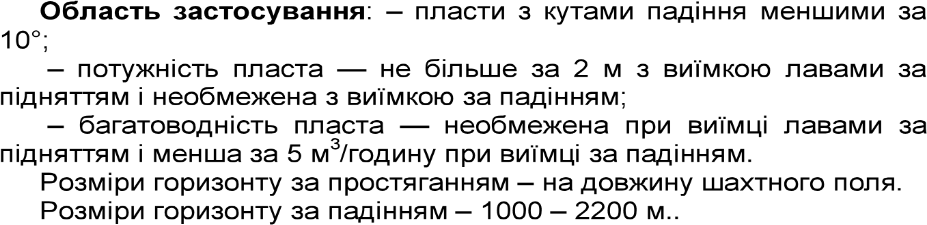 Область застосування: – пласти з кутами падіння меншими за
10°;
– потужність пласта — не більше за 2 м з виїмкою лавами за
підняттям і необмежена з виїмкою за падінням;
– багатоводність пласта — необмежена при виїмці лавами за
підняттям і менша за 5 м³/годину при виїмці за падінням.
Розміри горизонту за простяганням – на довжину шахтного поля.
Розміри горизонту за падінням – 1000 – 2200 м..